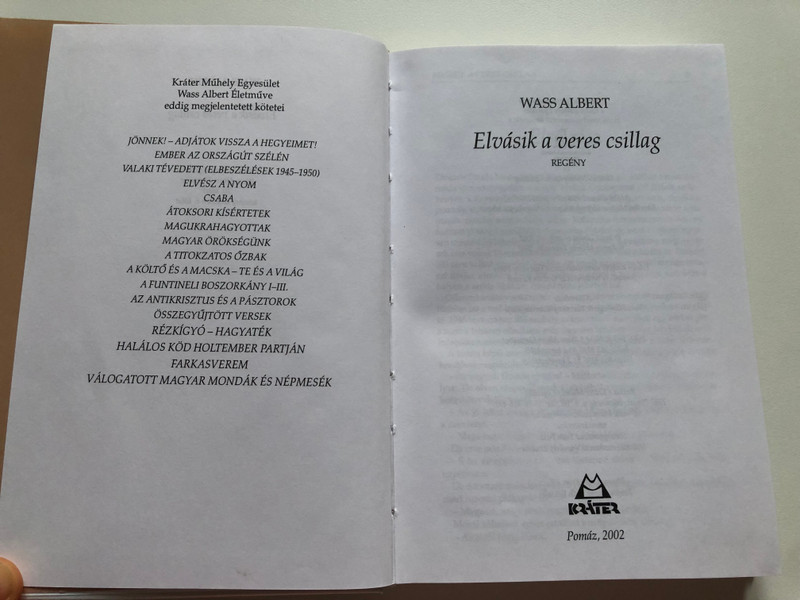 Kráter Műhely Egyesület
Wass Albert Életműve
eddig megjelentetett kötetei
JÖNNEK! – ADJÁTOK VISSZA A HEGYEIMET!
EMBER AZ ORSZÁGÚT SZÉLÉN
VALAKI TÉVEDETT (ELBESZÉLÉSEK 1945–1950)
ELVÉSZ A NYOM
CSABA
ÁTOKSORI KÍSÉRTETEK
MAGUKRAHAGYOTTAK
MAGYAR ÖRÖKSÉGÜNK
A TITOKZATOS ŐZBAK
A KÖLTŐ ÉS A MACSKA – TE ÉS A VILÁG
A FUNTINELI BOSZORKÁNY I–III.
AZ ANTIKRISZTUS ÉS A PÁSZTOROK
ÖSSZEGYŰJTÖTT VERSEK
RÉZKÍGYÓ – HAGYATÉK
HALÁLOS KÖD HOLTEMBER PARTJÁN
FARKASVEREM
VÁLOGATOTT MAGYAR MONDÁK ÉS NÉPMESÉK
WASS ALBERT
Elvásik a veres csillag
REGÉNY
KRÁTER
Pomáz, 2002